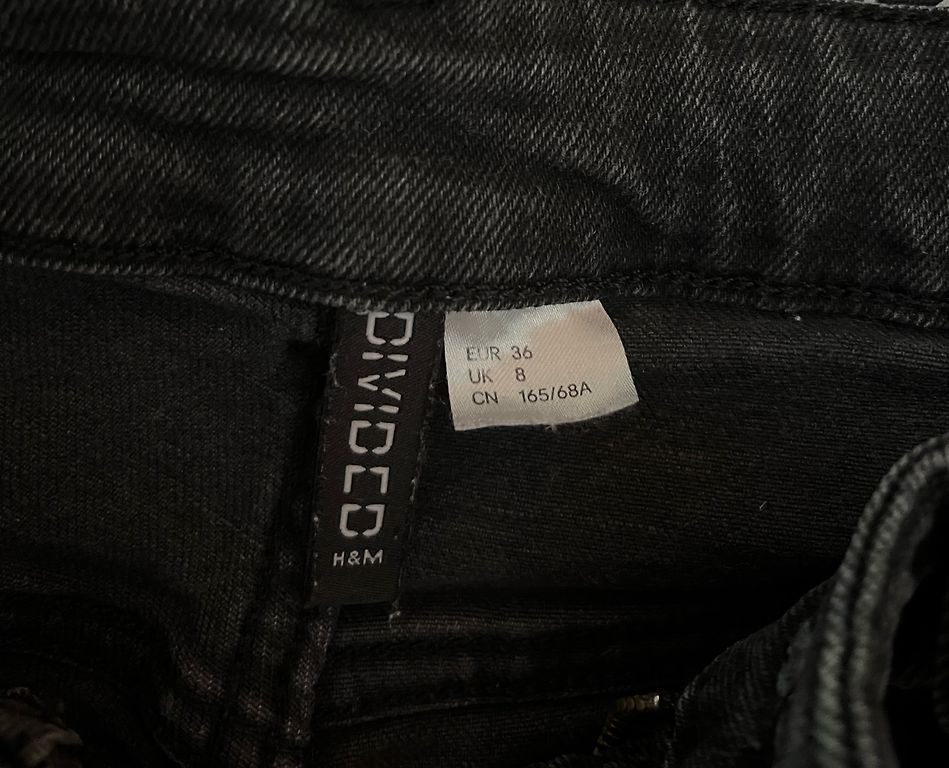 DIVIDED
H&M
EUR 36
UK 8
CN 165/68A